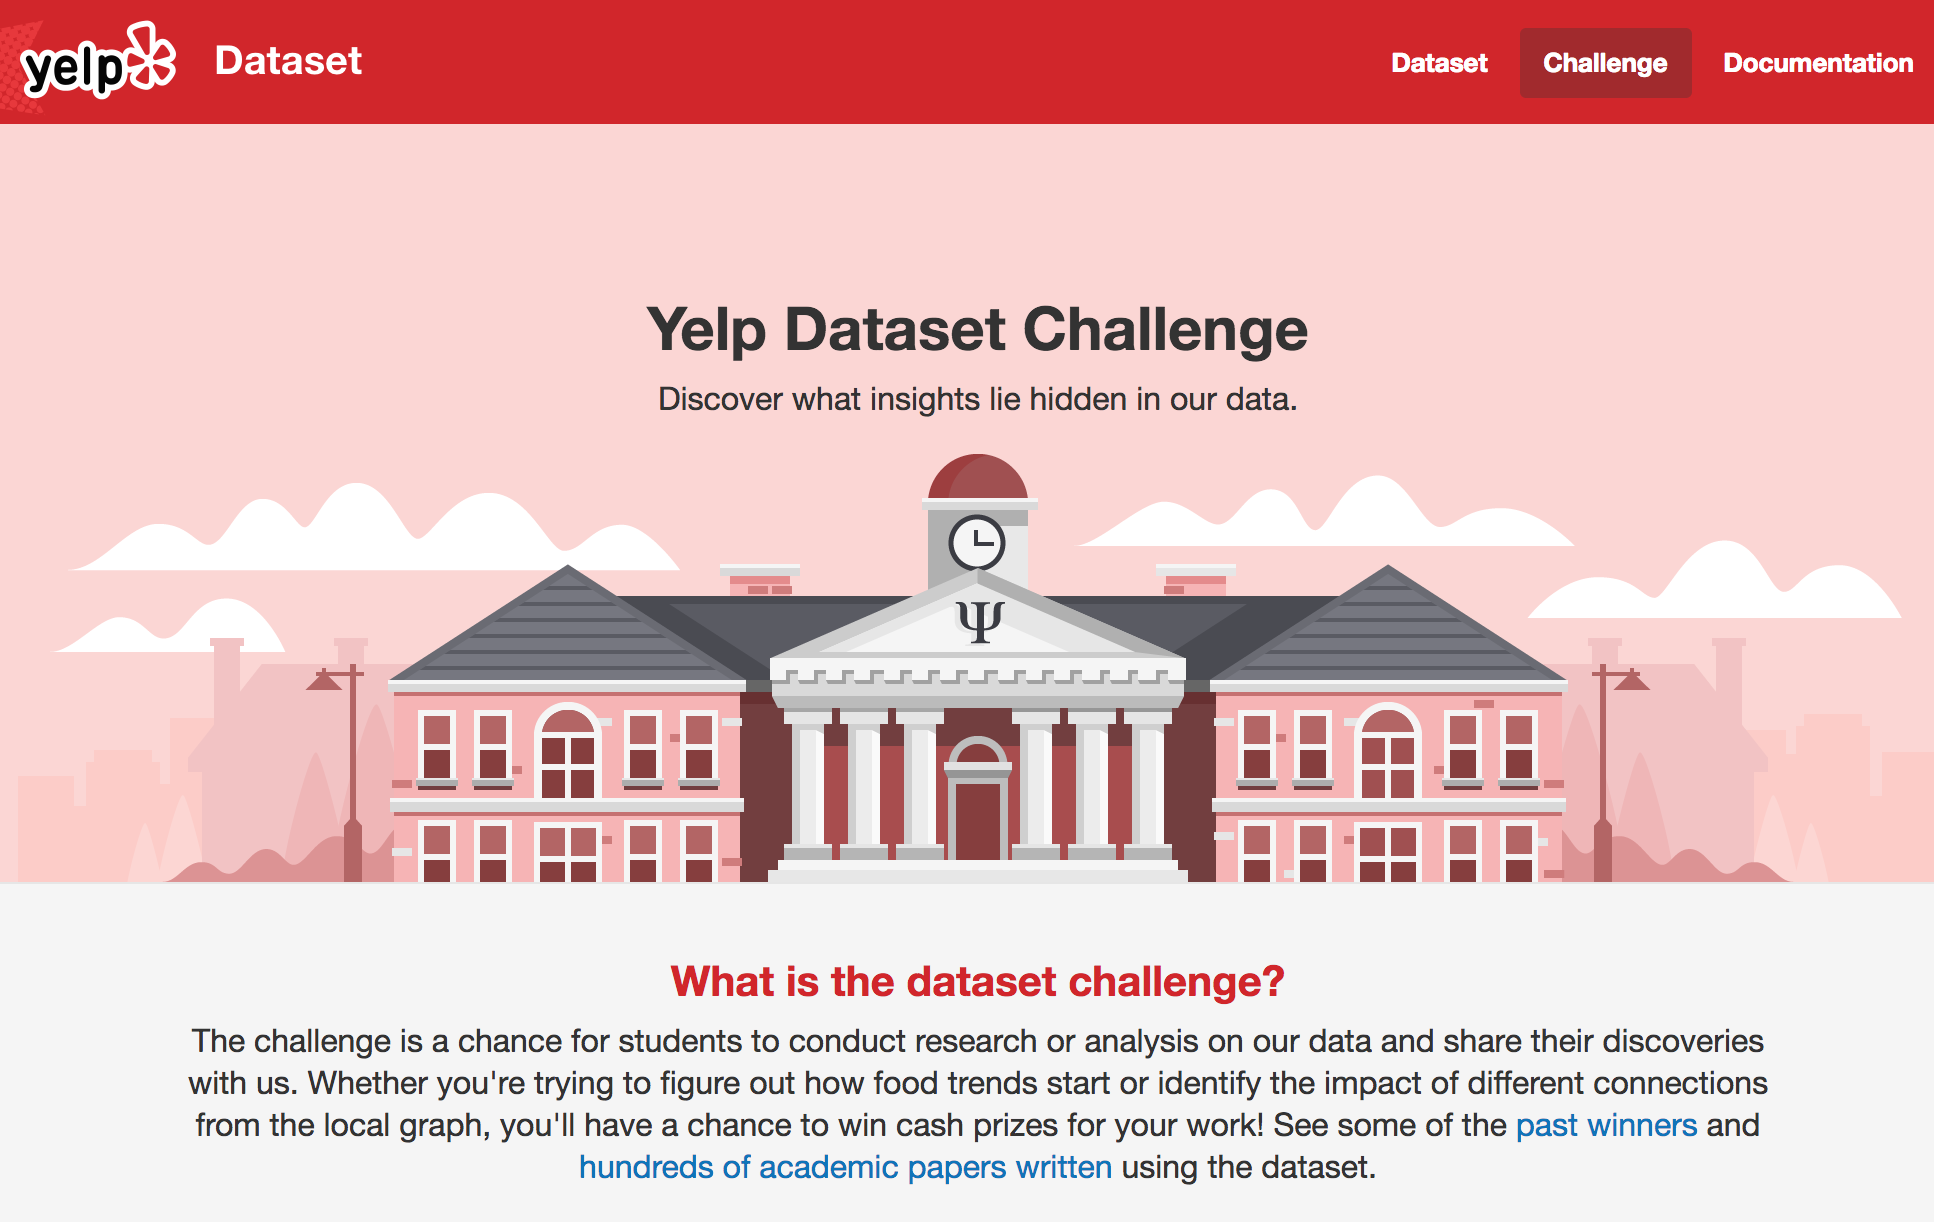 yelp Dataset
Dataset Challenge Documentation
Yelp Dataset Challenge
Discover what insights lie hidden in our data.
Ψ
What is the dataset challenge?
The challenge is a chance for students to conduct research or analysis on our data and share their discoveries
with us. Whether you're trying to figure out how food trends start or identify the impact of different connections
from the local graph, you'll have a chance to win cash prizes for your work! See some of the past winners and
hundreds of academic papers written using the dataset.